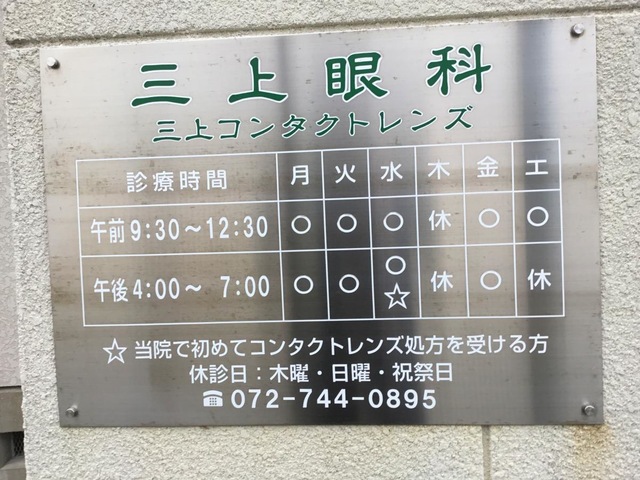 三上眼科
三上コンタクトレンズ
診療時間 月 火 水 木 金 土
午前9:30～12:30 ○ ○ ○ 休 ○ ○
午後4:00～ 7:00 ○ ○ ○☆ 休 ○ 休
☆当院で初めてコンタクトレンズ処方を受ける方
休診日：木曜・日曜・祝祭日
☎072-744-0895